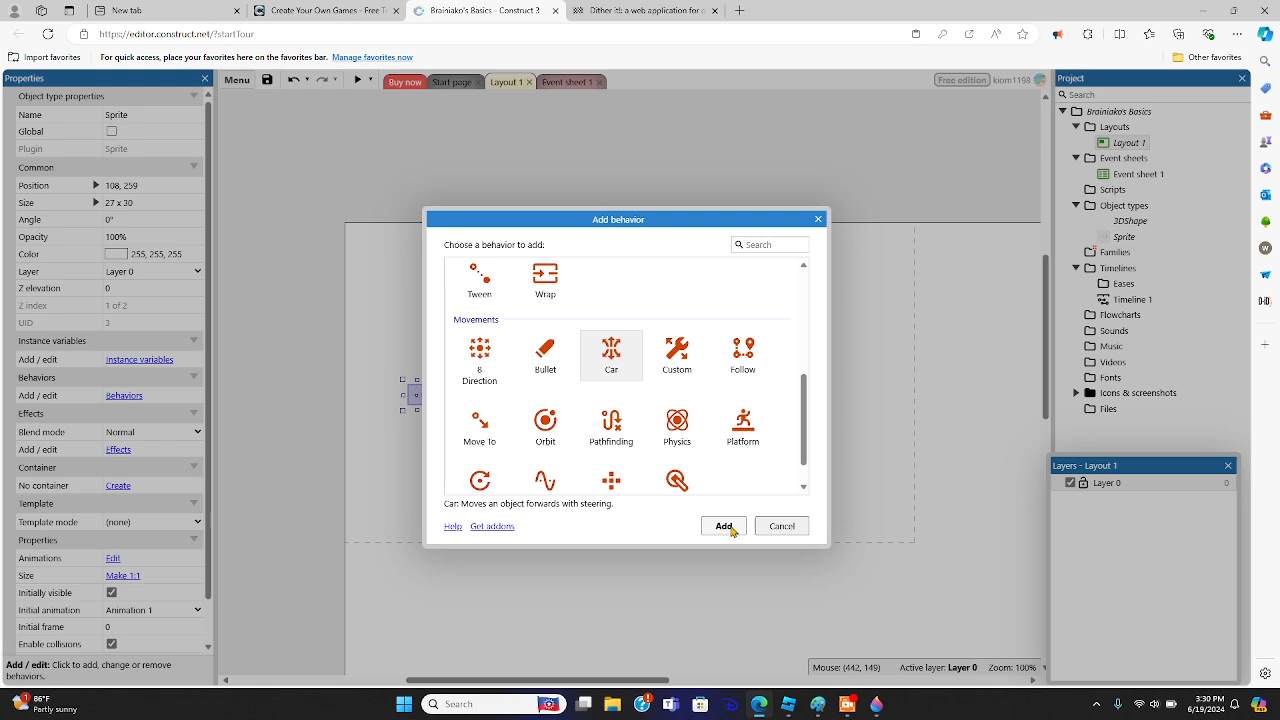 New tab
Create Your Own Games - Free T
Brainiako's Basics - Construct 3
Dither it!: a web application for d
https://editor.construct.net/?startTour
Import favorites
For quick access, place your favorites here on the favorites bar. Manage favorites now
Other favorites
Properties
Menu
Buy now
Start page
Layout 1
Event sheet 1
Free edition
kiom1198
Project
Object type properties
Name Sprite
Global
Plugin Sprite
Common
Position 108, 259
Size 27 x 30
Angle 0°
Opacity 100%
Color 255, 255, 255
Layer Layer 0
Z elevation 0
Z index 1 of 2
UID 3
Instance variables
Add / edit Instance variables
Behaviors
Add / edit Behaviors
Effects
Blend mode Normal
Add / edit Effects
Container
No container Create
Template
Template mode (none)
Properties
Animations Edit
Size Make 1:1
Initially visible
Initial animation Animation 1
Initial frame 0
Enable collisions
Add / edit: Click to add, change or remove
behaviors.
Add behavior
Choose a behavior to add:
Search
Tween
Wrap
Movements
8
Direction
Bullet
Car
Custom
Follow
Move To
Orbit
Pathfinding
Physics
Platform
Car: Moves an object forwards with steering.
Help
Get addons
Add
Cancel
Mouse: (442, 149)
Active layer: Layer 0
Zoom: 100%
Search
Brainiako's Basics
Layouts
Layout 1
Event sheets
Event sheet 1
Scripts
Object types
3DShape
Sprite
Families
Timelines
Eases
Timeline 1
Flowcharts
Sounds
Music
Videos
Fonts
Icons & screenshots
Files
Layers - Layout 1
Layer 0 0
86°F
Partly sunny
Search
3:30 PM
6/19/2024